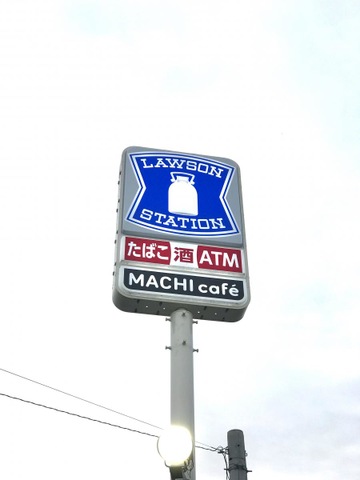 LAWSON
STATION
たばこ 酒 ATM
MACHI café